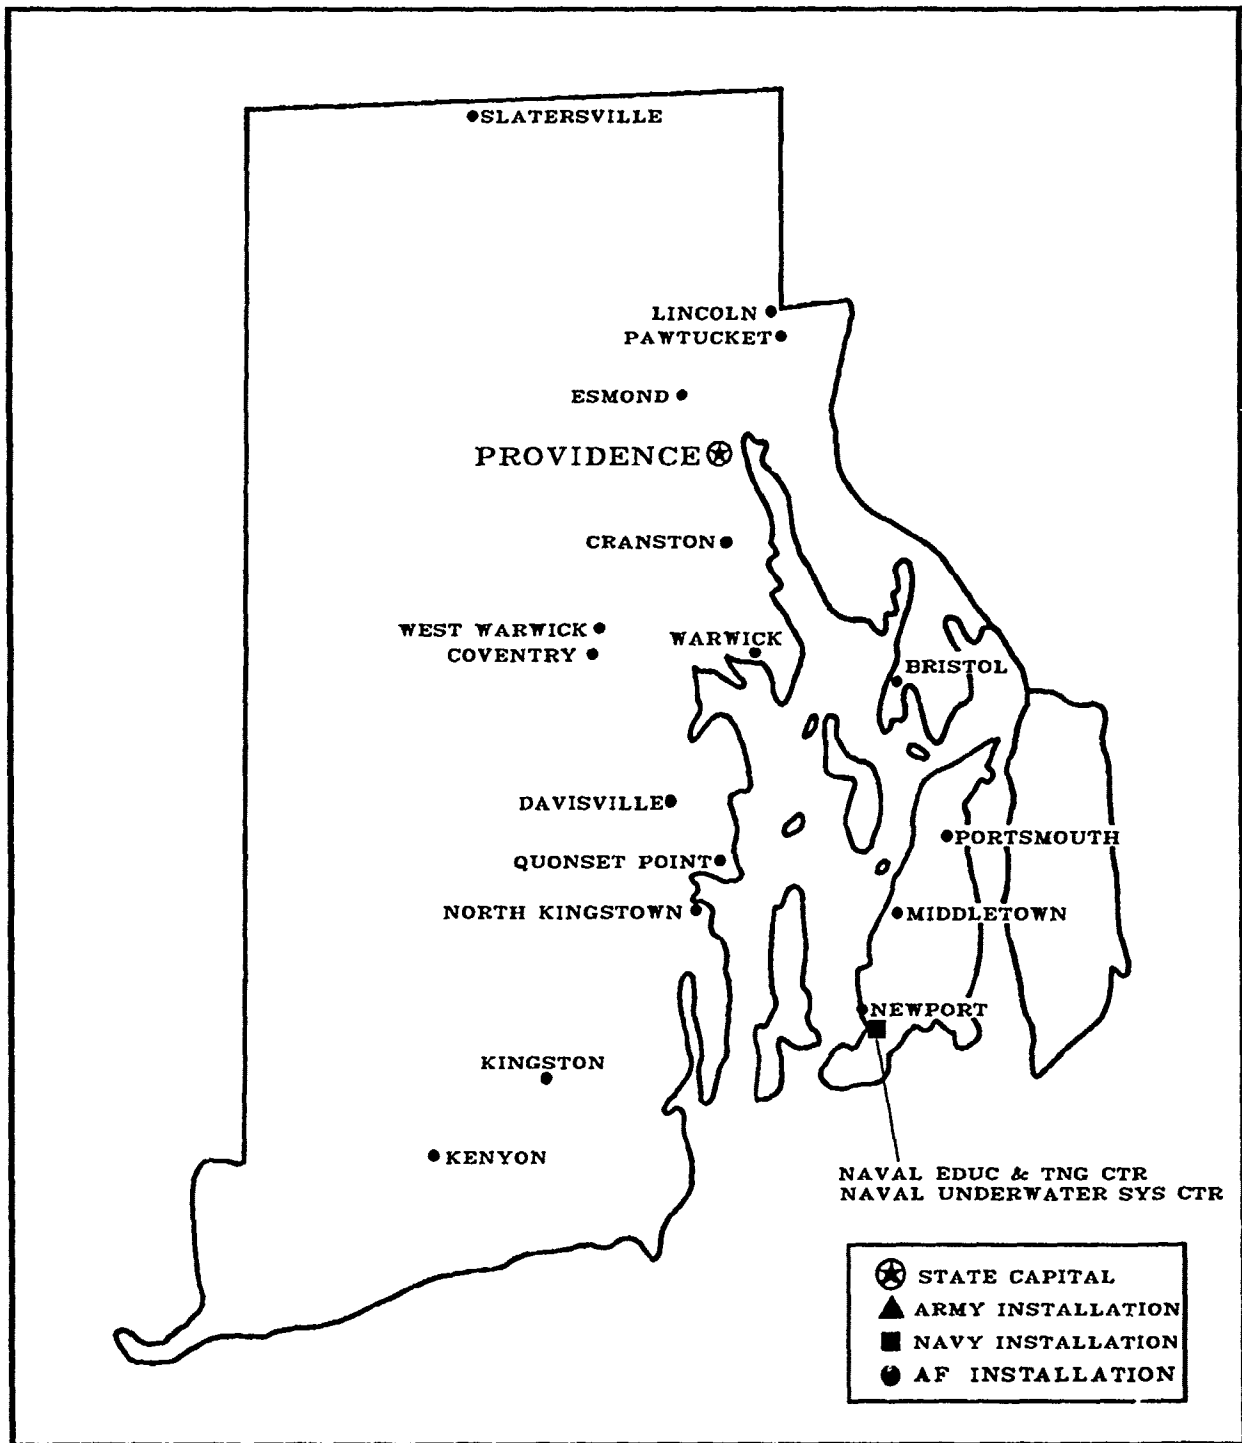 SLATERSVILLE
LINCOLN
PAWTUCKET
ESMOND
PROVIDENCE
CRANSTON
WEST WARWICK
WARWICK
COVENTRY
BRISTOL
DAVISVILLE
PORTSMOUTH
QUONSET POINT
NORTH KINGSTOWN
MIDDLETOWN
NEWPORT
KINGSTON
KENYON
NAVAL EDUC & TNG CTR
NAVAL UNDERWATER SYS CTR
STATE CAPITAL
ARMY INSTALLATION
NAVY INSTALLATION
AF INSTALLATION